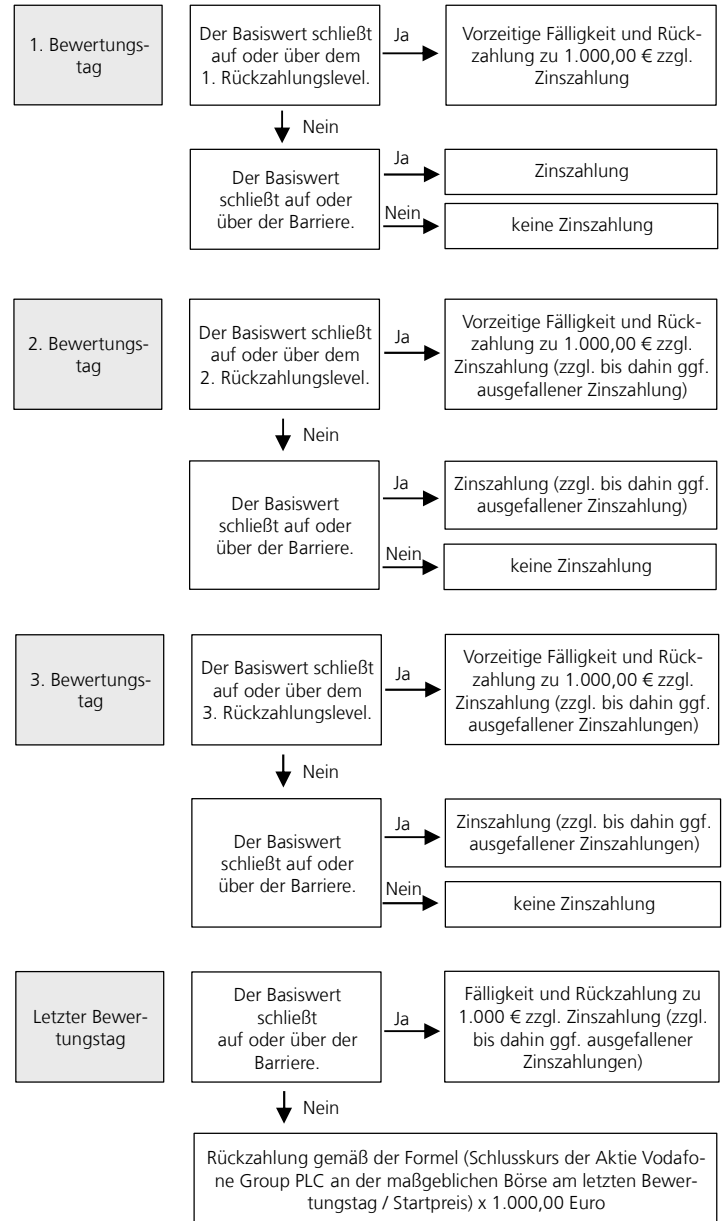 1. Bewertungs-
tag
Der Basiswert schließt
auf oder über dem
1. Rückzahlungslevel.
Ja
Vorzeitige Fälligkeit und Rück-
zahlung zu 1.000,00 € zzgl.
Zinszahlung
Nein
Der Basiswert
schließt auf oder
über der Barriere.
Ja
Zinszahlung
Nein
keine Zinszahlung
2. Bewertungs-
tag
Der Basiswert schließt
auf oder über dem
2. Rückzahlungslevel.
Ja
Vorzeitige Fälligkeit und Rück-
zahlung zu 1.000,00 € zzgl.
Zinszahlung (zzgl. bis dahin ggf.
ausgefallener Zinszahlung)
Nein
Der Basiswert
schließt auf oder
über der Barriere.
Ja
Zinszahlung (zzgl. bis dahin ggf.
ausgefallener Zinszahlung)
Nein
keine Zinszahlung
3. Bewertungs-
tag
Der Basiswert schließt
auf oder über dem
3. Rückzahlungslevel.
Ja
Vorzeitige Fälligkeit und Rück-
zahlung zu 1.000,00 € zzgl.
Zinszahlung (zzgl. bis dahin ggf.
ausgefallener Zinszahlungen)
Nein
Der Basiswert
schließt auf oder
über der Barriere.
Ja
Zinszahlung (zzgl. bis dahin ggf.
ausgefallener Zinszahlungen)
Nein
keine Zinszahlung
Letzter Bewer-
tungstag
Der Basiswert
schließt
auf oder über der
Barriere.
Ja
Fälligkeit und Rückzahlung zu
1.000 € zzgl. Zinszahlung (zzgl.
bis dahin ggf. ausgefallener
Zinszahlungen)
Nein
Rückzahlung gemäß der Formel (Schlusskurs der Aktie Vodafo-
ne Group PLC an der maßgeblichen Börse am letzten Bewer-
tungstag / Startpreis) x 1.000,00 Euro